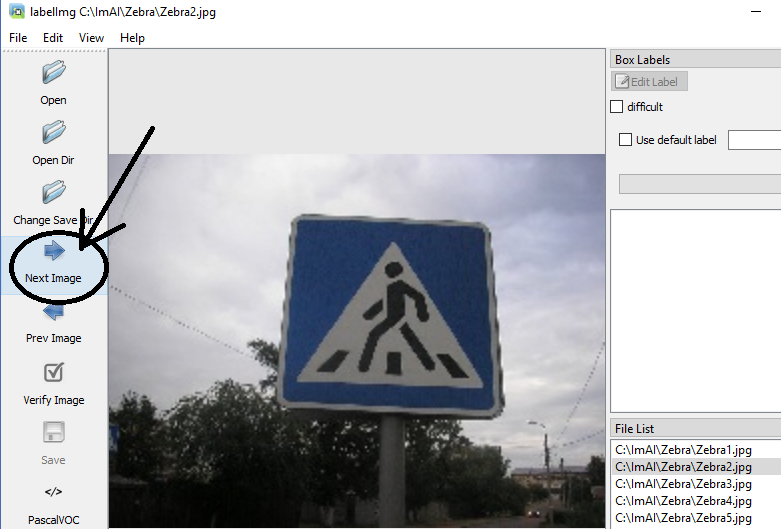 labelImg C:\ImAI\Zebra\Zebra2.jpg
File Edit View Help
Open
Open Dir
Change Save Dir
Next Image
Prev Image
Verify Image
Save
</>
PascalVOC
Box Labels
Edit Label
difficult
Use default label
File List
C:\ImAI\Zebra\Zebra1.jpg
C:\ImAI\Zebra\Zebra2.jpg
C:\ImAI\Zebra\Zebra3.jpg
C:\ImAI\Zebra\Zebra4.jpg
C:\ImAI\Zebra\Zebra5.jpg